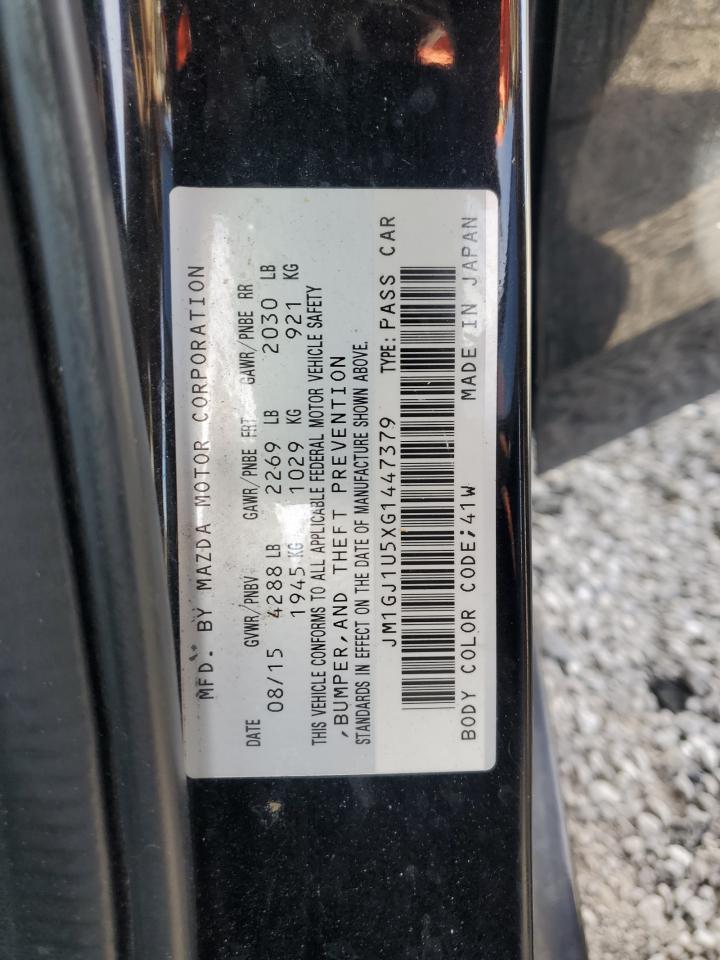 MFD. BY MAZDA MOTOR CORPORATION
DATE GVWR/PNBV GAWR/PNBE FRT GAWR/PNBE RR
08/15 4288 LB 2269 LB 2030 LB
1945 KG 1029 KG 921 KG
THIS VEHICLE CONFORMS TO ALL APPLICABLE FEDERAL MOTOR VEHICLE SAFETY
,BUMPER,AND THEFT PREVENTION
STANDARDS IN EFFECT ON THE DATE OF MANUFACTURE SHOWN ABOVE.
JM1GJ1U5XG1447379 TYPE: PASS CAR
BODY COLOR CODE;41W MADE IN JAPAN